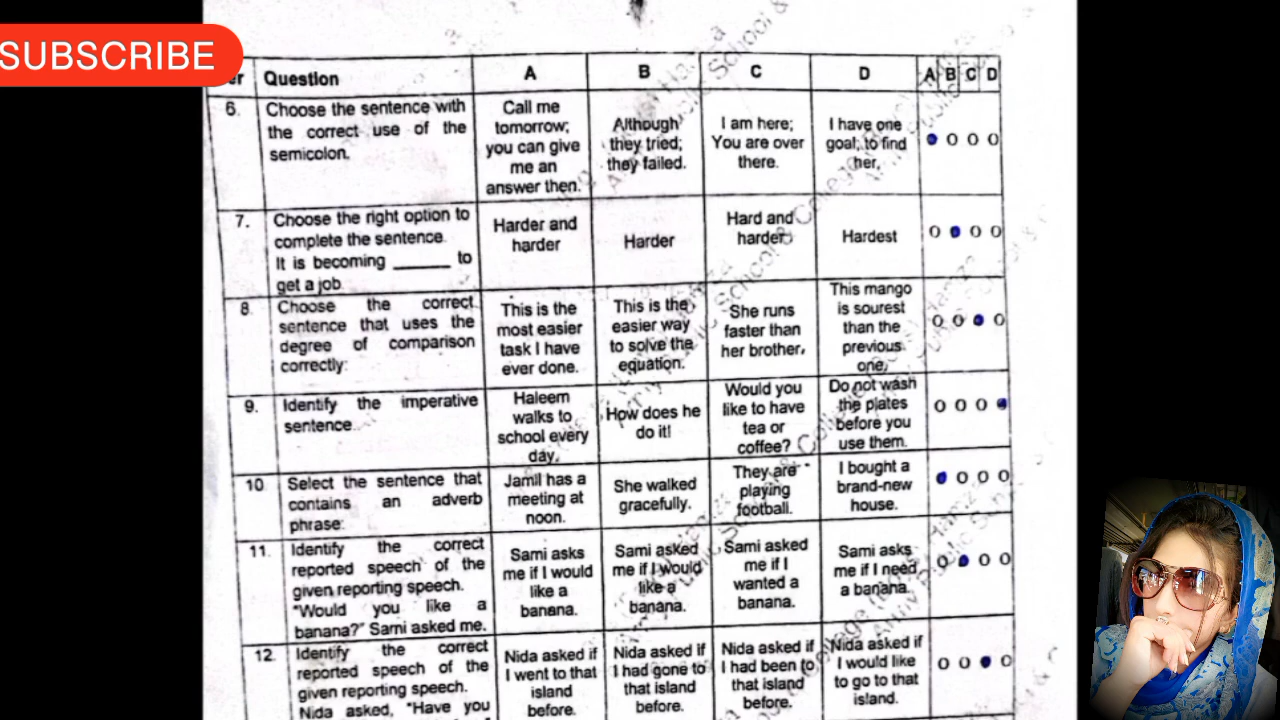 SUBSCRIBE
er Question A B C D A B C D
6. Choose the sentence with
the correct use of the
semicolon.
Call me
tomorrow;
you can give
me an
answer then.
Although
they tried;
they failed.
I am here;
You are over
there.
I have one
goal; to find
her.
O O O
7. Choose the right option to
complete the sentence.
It is becoming ______ to
get a job.
Harder and
harder
Harder
Hard and
harder
Hardest
O O O
8. Choose the correct
sentence that uses the
degree of comparison
correctly:
This is the
most easier
task I have
ever done.
This is the
easier way
to solve the
equation.
She runs
faster than
her brother.
This mango
is sourest
than the
previous
one.
O O O
9. Identify the imperative
sentence.
Haleem
walks to
school every
day.
How does he
do it!
Would you
like to have
tea or
coffee?
Do not wash
the plates
before you
use them.
O O O
10 Select the sentence that
contains an adverb
phrase:
Jamil has a
meeting at
noon.
She walked
gracefully.
They are
playing
football.
I bought a
brand-new
house.
O O O
11. Identify the correct
reported speech of the
given reporting speech.
"Would you like a
banana?" Sami asked me.
Sami asks
me if I would
like a
banana.
Sami asked
me if I would
like a
banana.
Sami asked
me if I
wanted a
banana.
Sami asks
me if I need
a banana.
O O O
12. Identify the correct
reported speech of the
given reporting speech.
Nida asked, "Have you
Nida asked if
I went to that
island
before.
Nida asked if
I had gone to
that island
before.
Nida asked if
I had been to
that island
before.
Nida asked if
I would like
to go to that
island.
O O O